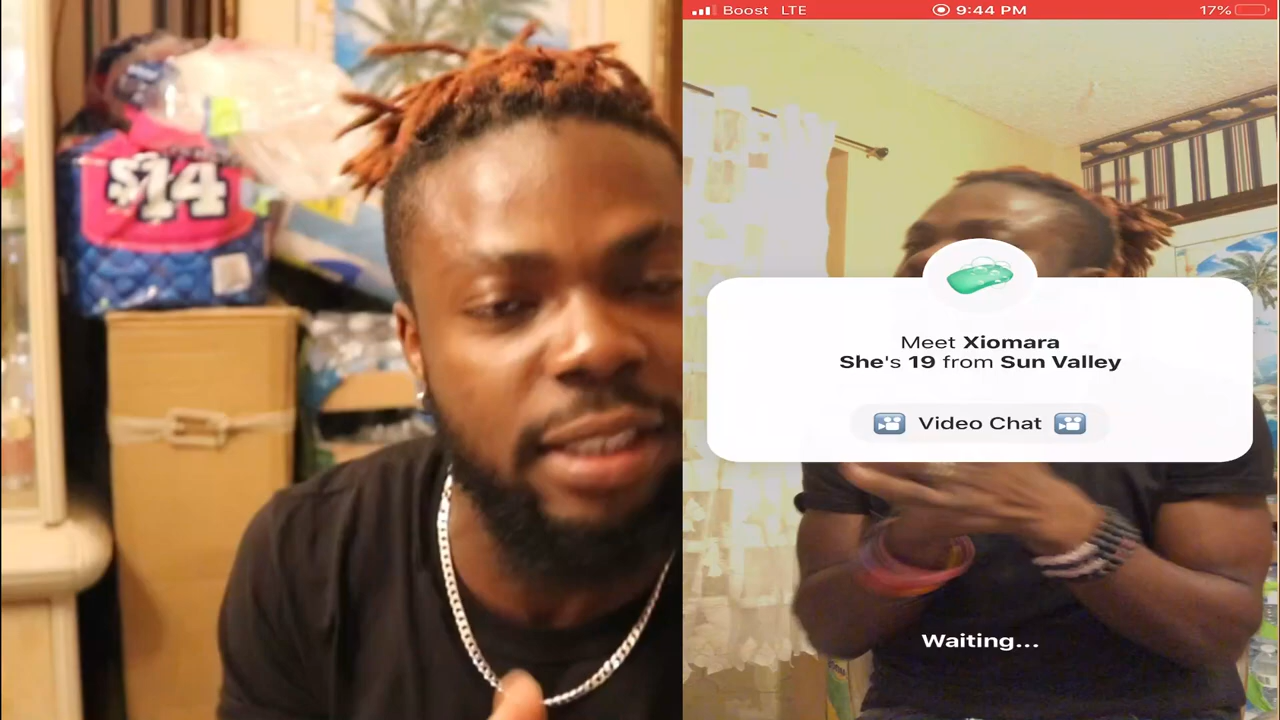 $14
Boost LTE 9:44 PM 17%
Meet Xiomara
She's 19 from Sun Valley
Video Chat
Waiting...